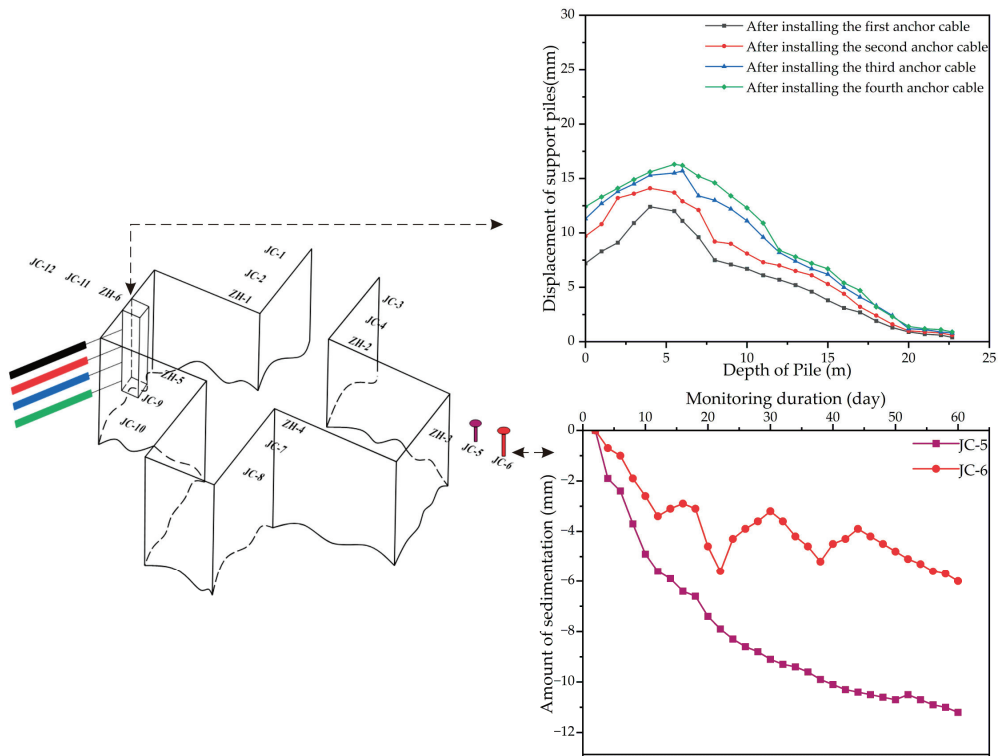 30
25
20
15
10
5
0
Displacement of support piles(mm)
After installing the first anchor cable
After installing the second anchor cable
After installing the third anchor cable
After installing the fourth anchor cable
0 5 10 15 20 25
Depth of Pile (m)
JC-1
JC-2
ZH-1
JC-12
JC-11
ZH-6
JC-3
JC-4
ZH-2
ZH-5
JC-9
JC-10
ZH-4
JC-7
JC-8
ZH-3
JC-5
JC-6
Monitoring duration (day)
0 10 20 30 40 50 60
0
−2
−4
−6
−8
−10
−12
Amount of sedimentation (mm)
JC-5
JC-6